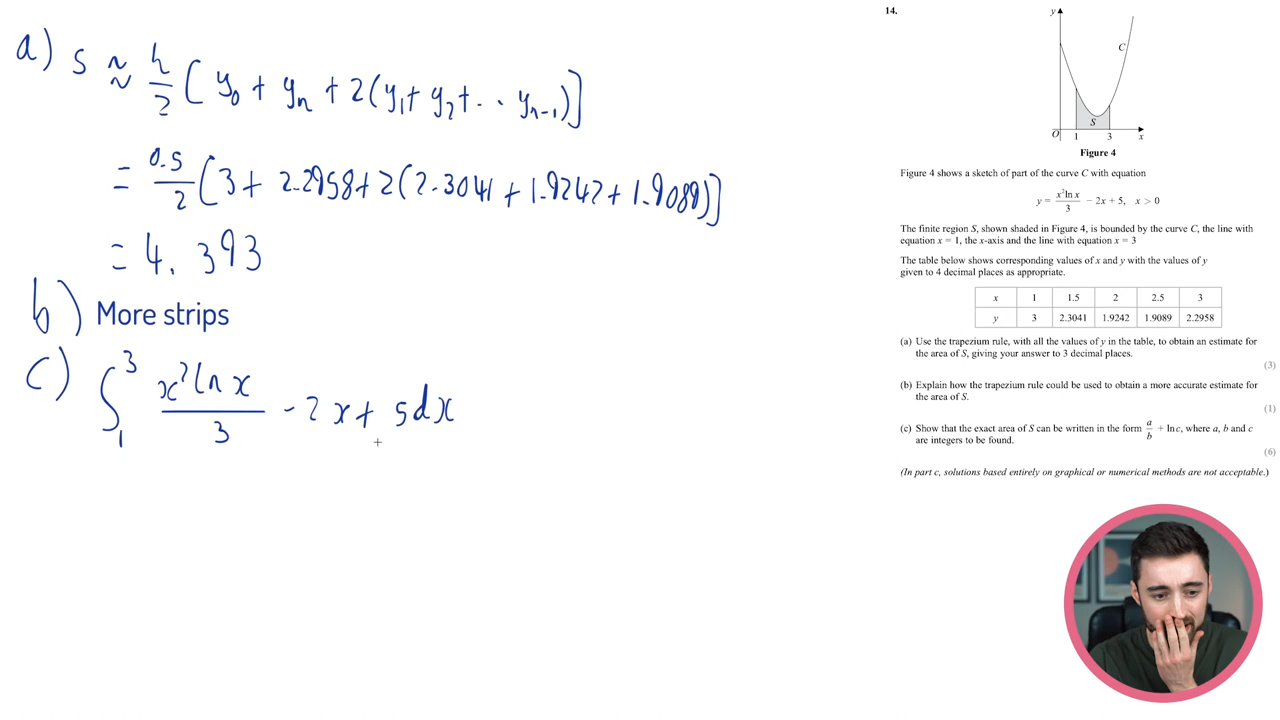 a) S ≈ h/2 [y₀ + yₙ + 2(y₁+ y₂+... yₙ₋₁)]
= 0.5/2 [3 + 2.2958 + 2(2.3041 + 1.9242 + 1.9089)]
= 4.393
b) More strips
c) ∫₁³ x² ln x / 3 - 2x + 5 dx
14.
y
C
S
O 1 3 x
Figure 4
Figure 4 shows a sketch of part of the curve C with equation
y = x² ln x / 3 − 2x + 5, x > 0
The finite region S, shown shaded in Figure 4, is bounded by the curve C, the line with
equation x = 1, the x-axis and the line with equation x = 3
The table below shows corresponding values of x and y with the values of y
given to 4 decimal places as appropriate.
x 1 1.5 2 2.5 3
y 3 2.3041 1.9242 1.9089 2.2958
(a) Use the trapezium rule, with all the values of y in the table, to obtain an estimate for
the area of S, giving your answer to 3 decimal places.
(3)
(b) Explain how the trapezium rule could be used to obtain a more accurate estimate for
the area of S.
(1)
(c) Show that the exact area of S can be written in the form a/b + ln c, where a, b and c
are integers to be found.
(6)
(In part c, solutions based entirely on graphical or numerical methods are not acceptable.)